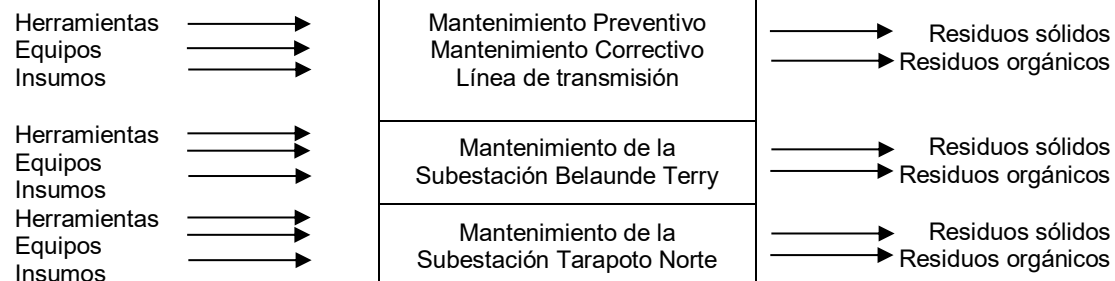 Herramientas
Equipos
Insumos
Mantenimiento Preventivo
Mantenimiento Correctivo
Línea de transmisión
Residuos sólidos
Residuos orgánicos
Herramientas
Equipos
Insumos
Mantenimiento de la
Subestación Belaunde Terry
Residuos sólidos
Residuos orgánicos
Herramientas
Equipos
Insumos
Mantenimiento de la
Subestación Tarapoto Norte
Residuos sólidos
Residuos orgánicos